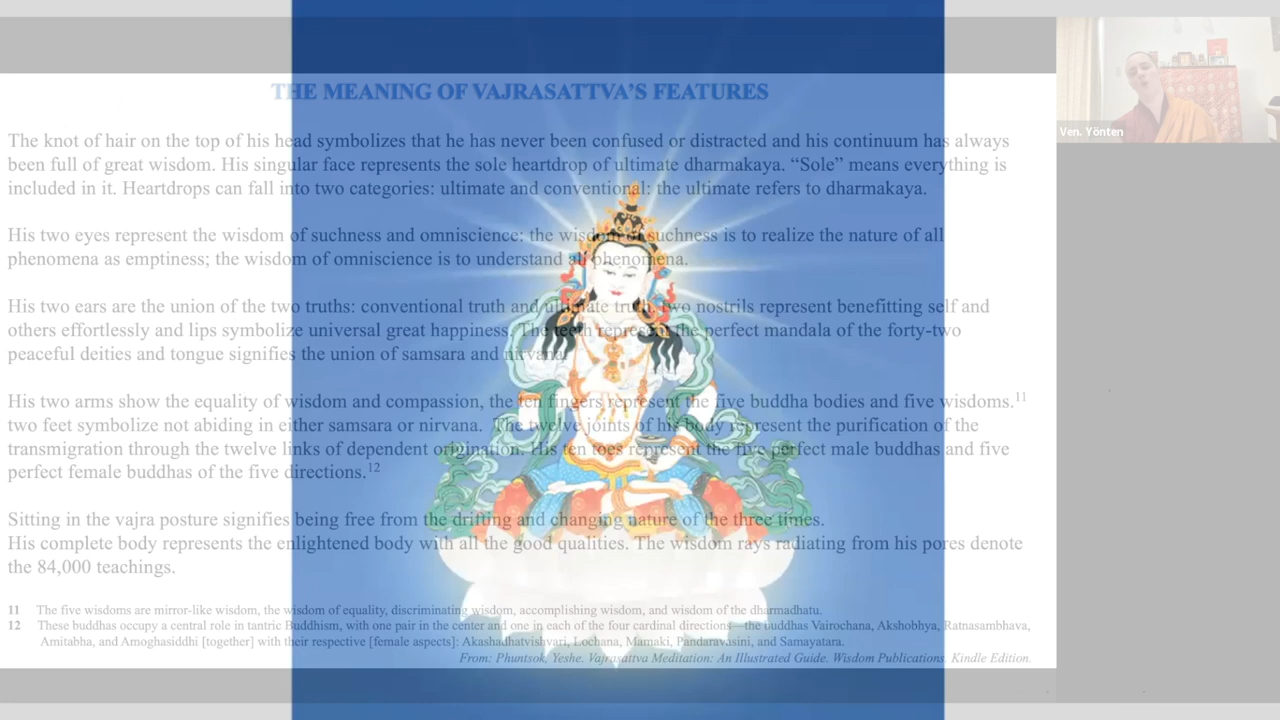 THE MEANING OF VAJRASATTVA'S FEATURES
The knot of hair on the top of his head symbolizes that he has never been confused or distracted and his continuum has always
been full of great wisdom. His singular face represents the sole heartdrop of ultimate dharmakaya. “Sole” means everything is
included in it. Heartdrops can fall into two categories: ultimate and conventional: the ultimate refers to dharmakaya.
His two eyes represent the wisdom of suchness and omniscience: the wisdom of suchness is to realize the nature of all
phenomena as emptiness; the wisdom of omniscience is to understand all phenomena.
His two ears are the union of the two truths: conventional truth and ultimate truth, two nostrils represent benefitting self and
others effortlessly and lips symbolize universal great happiness. The teeth represent the perfect mandala of the forty-two
peaceful deities and tongue signifies the union of samsara and nirvana.
His two arms show the equality of wisdom and compassion, the ten fingers represent the five buddha bodies and five wisdoms.11
two feet symbolize not abiding in either samsara or nirvana. The twelve joints of his body represent the purification of the
transmigration through the twelve links of dependent origination. His ten toes represent the five perfect male buddhas and five
perfect female buddhas of the five directions.12
Sitting in the vajra posture signifies being free from the drifting and changing nature of the three times.
His complete body represents the enlightened body with all the good qualities. The wisdom rays radiating from his pores denote
the 84,000 teachings.
11 The five wisdoms are mirror-like wisdom, the wisdom of equality, discriminating wisdom, accomplishing wisdom, and wisdom of the dharmadhatu.
12 These buddhas occupy a central role in tantric Buddhism, with one pair in the center and one in each of the four cardinal directions—the buddhas Vairochana, Akshobhya, Ratnasambhava,
Amitabha, and Amoghasiddhi [together] with their respective [female aspects]: Akashadhatvishvari, Lochana, Mamaki, Pandaravasini, and Samayatara.
From: Phuntsok, Yeshe. Vajrasattva Meditation: An Illustrated Guide. Wisdom Publications. Kindle Edition.
Ven. Yönten